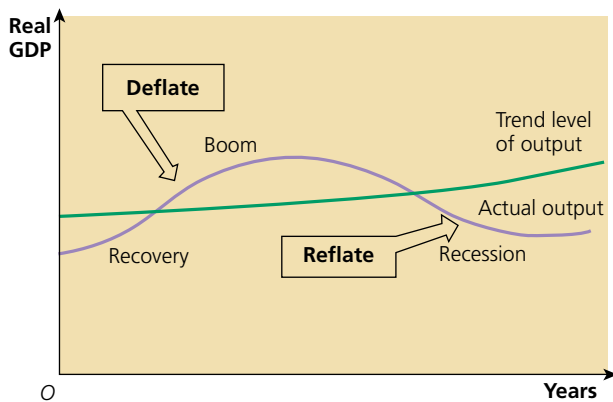 Real
GDP
Deflate
Boom
Trend level
of output
Actual output
Recovery
Reflate
Recession
O
Years